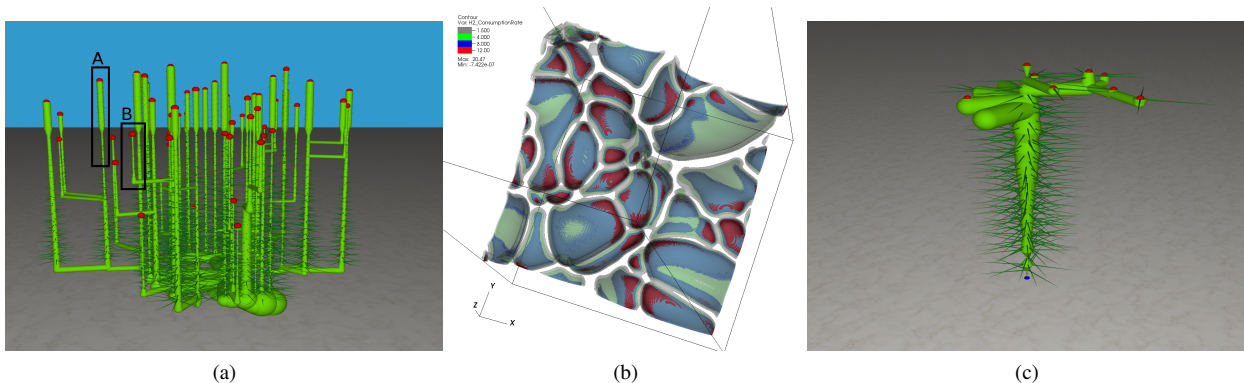 A
B
Contour
Var: H2_ConsumptionRate
1.500
4.000
8.000
12.00
Max: 20.47
Min: -7.422e-07
Y
Z
X
(a)
(b)
(c)